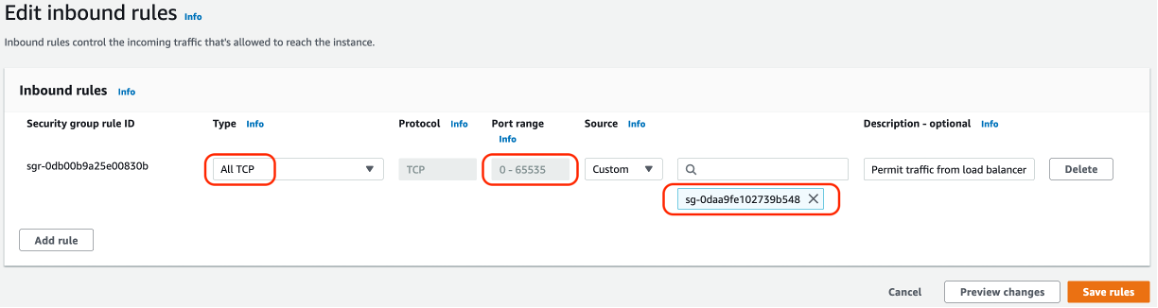 Edit inbound rules Info
Inbound rules control the incoming traffic that's allowed to reach the instance.
Inbound rules Info
Security group rule ID Type Info Protocol Info Port range Info Source Info Description - optional Info
sgr-0db00b9a25e00830b All TCP TCP 0 - 65535 Custom Permit traffic from load balancer Delete
sg-0daa9fe102739b548
Add rule
Cancel Preview changes Save rules